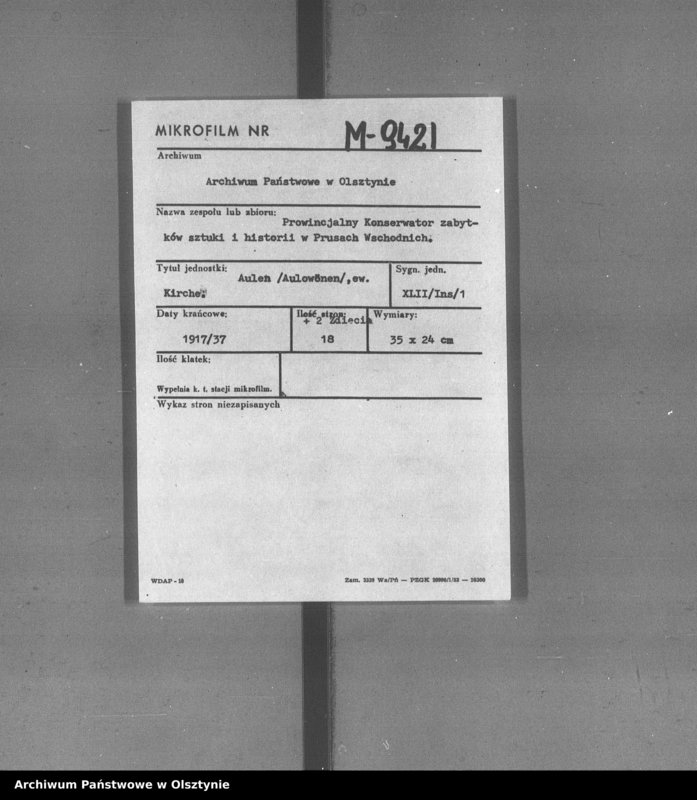 MIKROFILM NR M-9421
Archiwum
Archiwum Państwowe w Olsztynie
Nazwa zespołu lub zbioru:
Prowincjalny Konserwator zabyt-
ków sztuki i historii w Prusach Wschodnich.
Tytuł jednostki:
Aulen /Aulowönen/,ew.
Kirche.
Sygn. jedn.
XLII/Ins/1
Daty krańcowe:
1917/37
Ilość stron:
+ 2 zdjecia
18
Wymiary:
35 x 24 cm
Ilość klatek:
Wypełnia k. t. stacji mikrofilm.
Wykaz stron niezapisanych
WDAP - 18
Zam.
Archiwum Państwowe w Olsztynie